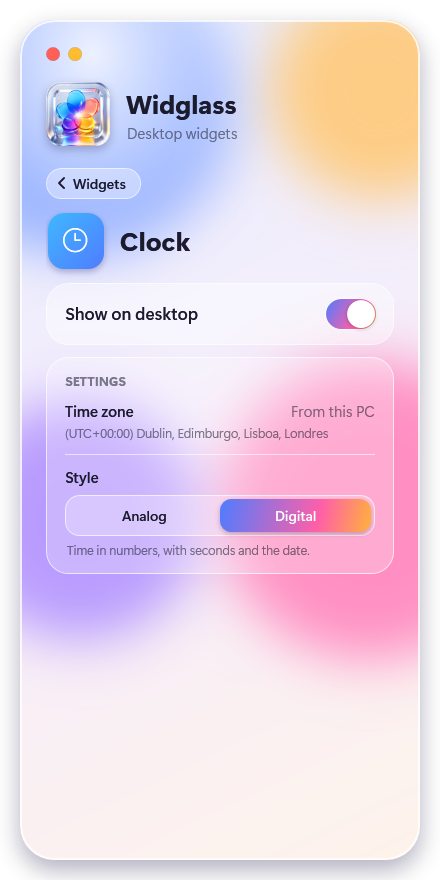 Widglass
Desktop widgets
Widgets
Clock
Show on desktop
SETTINGS
Time zone
From this PC
(UTC+00:00) Dublín, Edimburgo, Lisboa, Londres
Style
Analog
Digital
Time in numbers, with seconds and the date.